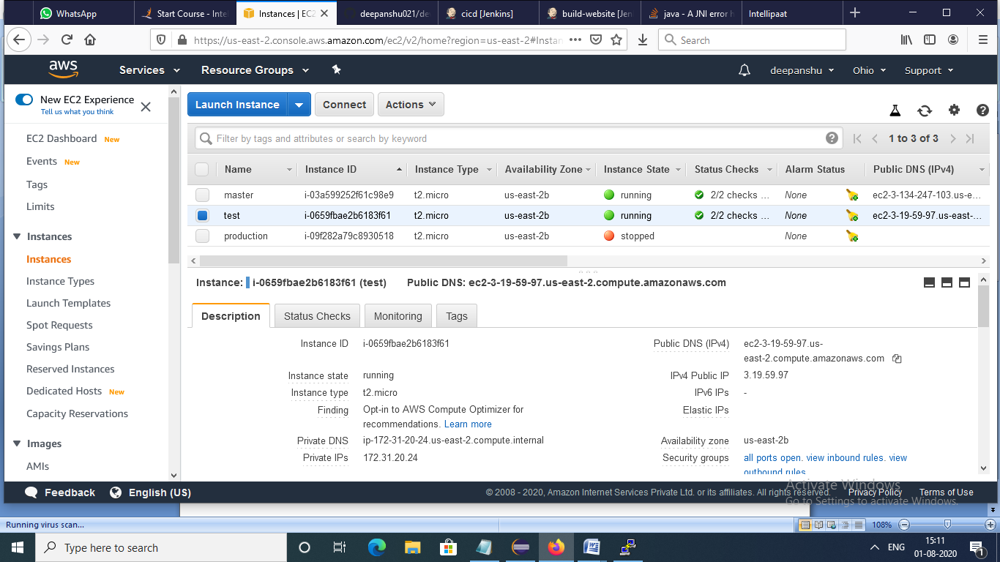 WhatsApp
Start Course - Intel
Instances | EC2
deepanshu021/de
cicd [Jenkins]
build-website [Jen
java - A JNI error h
Intellipaat
https://us-east-2.console.aws.amazon.com/ec2/v2/home?region=us-east-2#Instan
Search
aws
Services
Resource Groups
deepanshu
Ohio
Support
New EC2 Experience
Tell us what you think
EC2 Dashboard New
Events New
Tags
Limits
Instances
Instances
Instance Types
Launch Templates
Spot Requests
Savings Plans
Reserved Instances
Dedicated Hosts New
Capacity Reservations
Images
AMIs
Launch Instance
Connect
Actions
Filter by tags and attributes or search by keyword
1 to 3 of 3
Name Instance ID Instance Type Availability Zone Instance State Status Checks Alarm Status Public DNS (IPv4)
master i-03a599252f61c98e9 t2.micro us-east-2b running 2/2 checks ... None ec2-3-134-247-103.us-e...
test i-0659fbae2b6183f61 t2.micro us-east-2b running 2/2 checks ... None ec2-3-19-59-97.us-east-...
production i-09f282a79c8930518 t2.micro us-east-2b stopped None
Instance: i-0659fbae2b6183f61 (test) Public DNS: ec2-3-19-59-97.us-east-2.compute.amazonaws.com
Description
Status Checks
Monitoring
Tags
Instance ID i-0659fbae2b6183f61
Public DNS (IPv4) ec2-3-19-59-97.us-
east-2.compute.amazonaws.com
Instance state running
IPv4 Public IP 3.19.59.97
Instance type t2.micro
IPv6 IPs -
Finding Opt-in to AWS Compute Optimizer for
recommendations. Learn more
Elastic IPs
Private DNS ip-172-31-20-24.us-east-2.compute.internal
Availability zone us-east-2b
Private IPs 172.31.20.24
Security groups all ports open. view inbound rules. view
outbound rules
Feedback
English (US)
© 2008 - 2020, Amazon Internet Services Private Ltd. or its affiliates. All rights reserved.
Privacy Policy
Terms of Use
Activate Windows
Go to Settings to activate Windows.
Running virus scan...
108%
Type here to search
ENG
15:11
01-08-2020
1